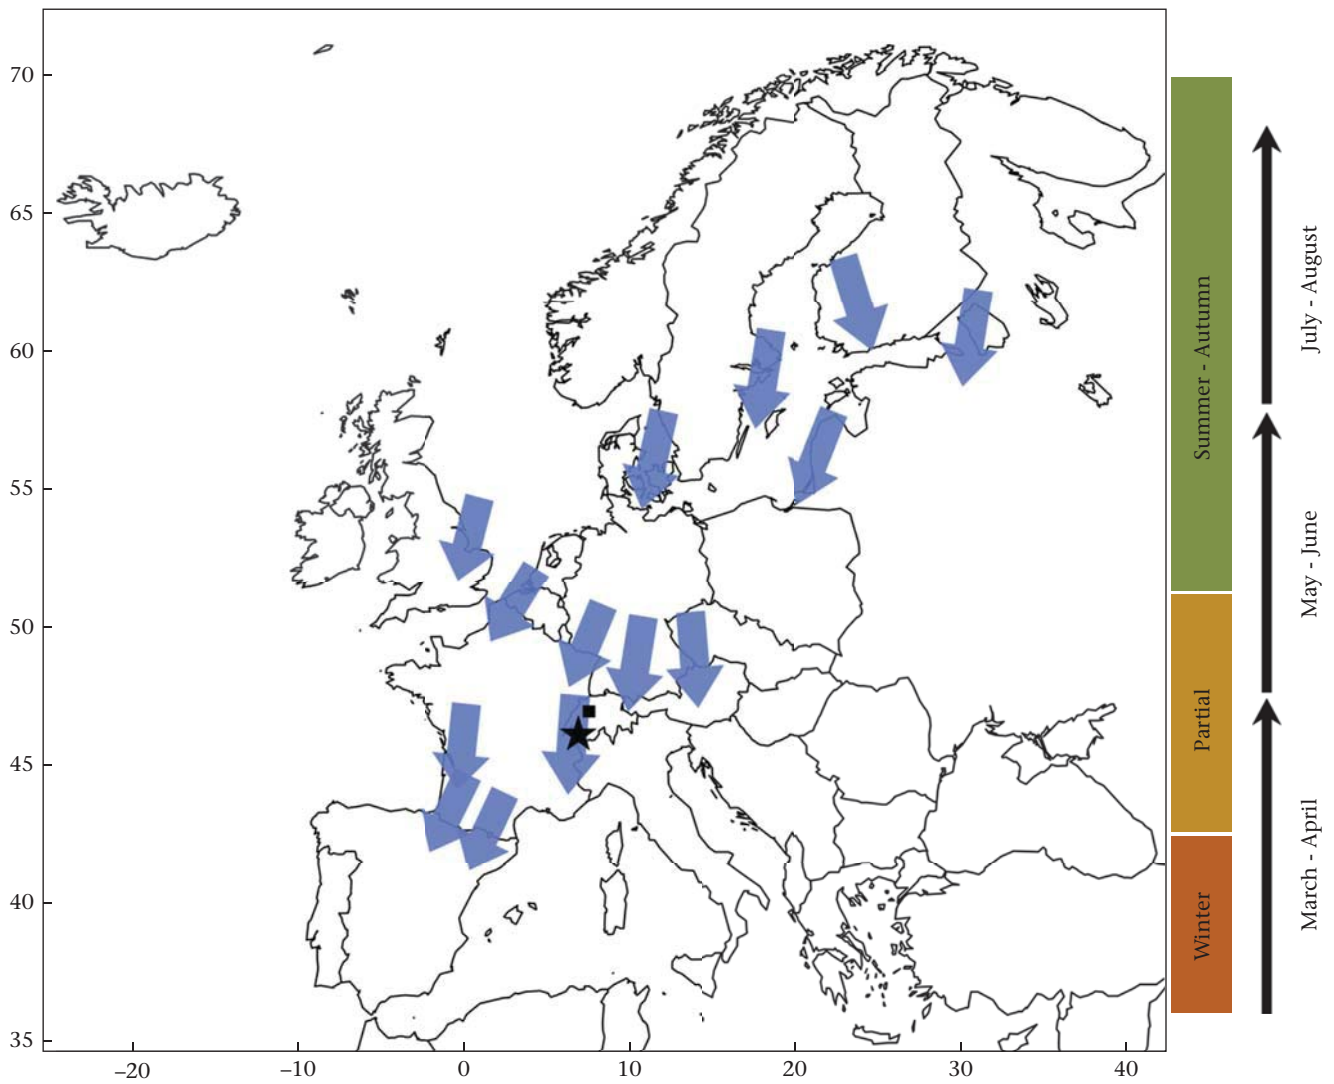 70
65
60
55
50
45
40
35
–20
–10
0
10
20
30
40
Summer - Autumn
Partial
Winter
July - August
May - June
March - April